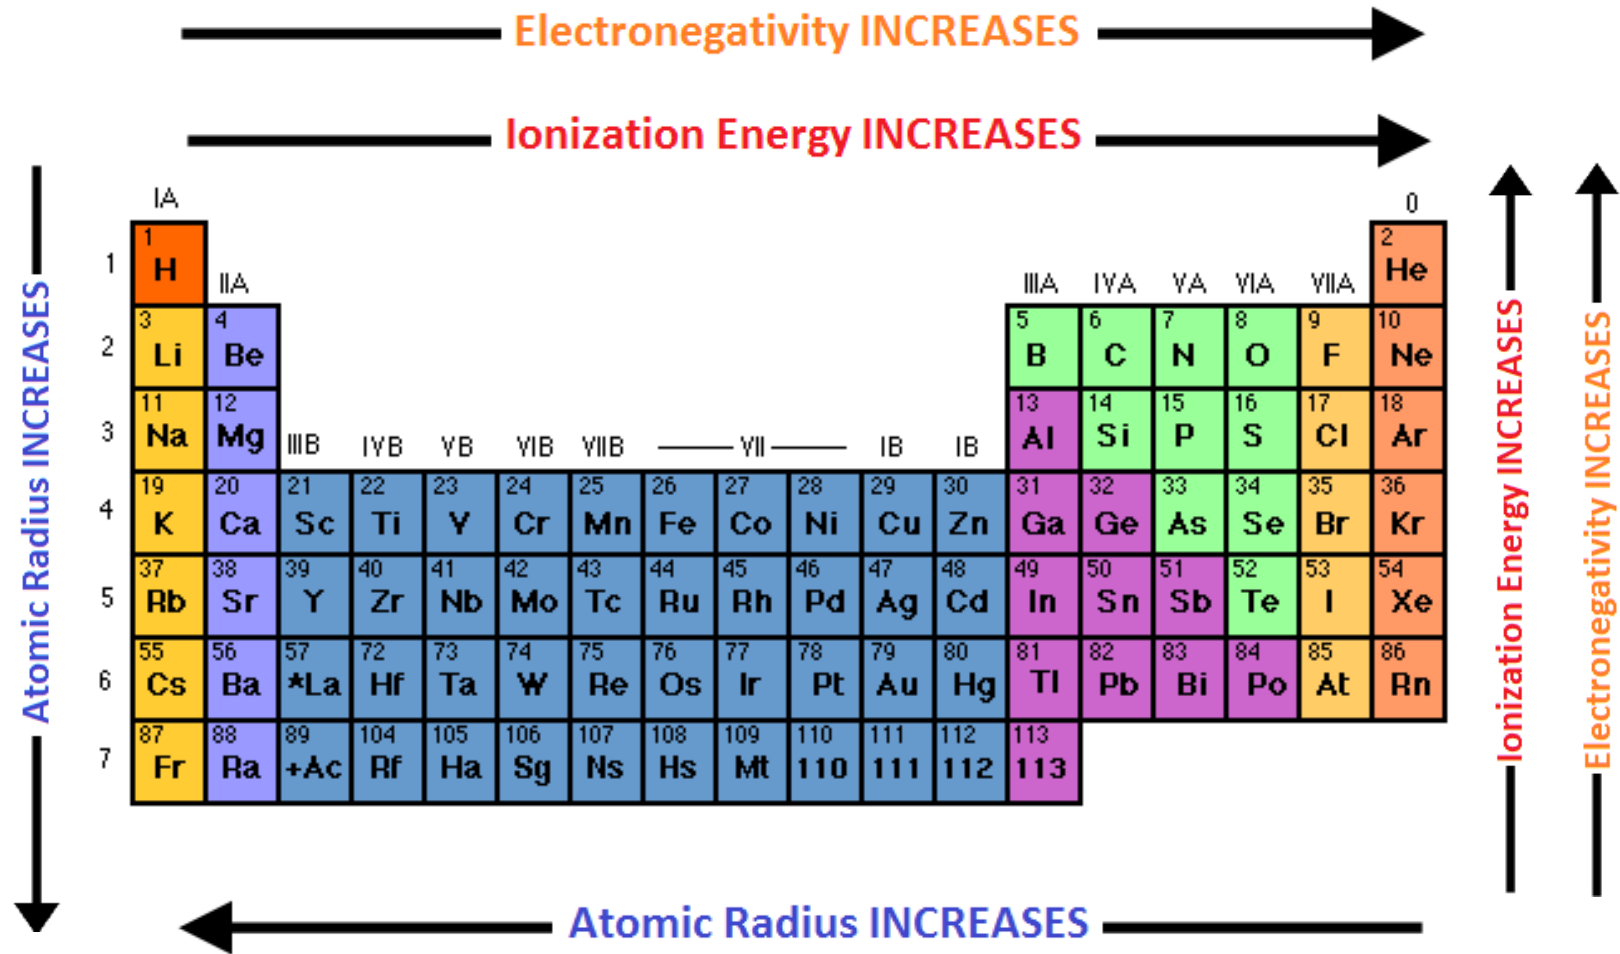 Electronegativity INCREASES
Ionization Energy INCREASES
IA
0
1
1 H
2 He
IIA
IIIA IVA VA VIA VIIA
2
3 Li
4 Be
5 B
6 C
7 N
8 O
9 F
10 Ne
3
11 Na
12 Mg
13 Al
14 Si
15 P
16 S
17 Cl
18 Ar
IIIB IVB VB VIB VIIB VII IB IB
4
19 K
20 Ca
21 Sc
22 Ti
23 V
24 Cr
25 Mn
26 Fe
27 Co
28 Ni
29 Cu
30 Zn
31 Ga
32 Ge
33 As
34 Se
35 Br
36 Kr
5
37 Rb
38 Sr
39 Y
40 Zr
41 Nb
42 Mo
43 Tc
44 Ru
45 Rh
46 Pd
47 Ag
48 Cd
49 In
50 Sn
51 Sb
52 Te
53 I
54 Xe
6
55 Cs
56 Ba
57 *La
72 Hf
73 Ta
74 W
75 Re
76 Os
77 Ir
78 Pt
79 Au
80 Hg
81 Tl
82 Pb
83 Bi
84 Po
85 At
86 Rn
7
87 Fr
88 Ra
89 +Ac
104 Rf
105 Ha
106 Sg
107 Ns
108 Hs
109 Mt
110 110
111 111
112 112
113 113
Atomic Radius INCREASES
Ionization Energy INCREASES
Electronegativity INCREASES
Atomic Radius INCREASES